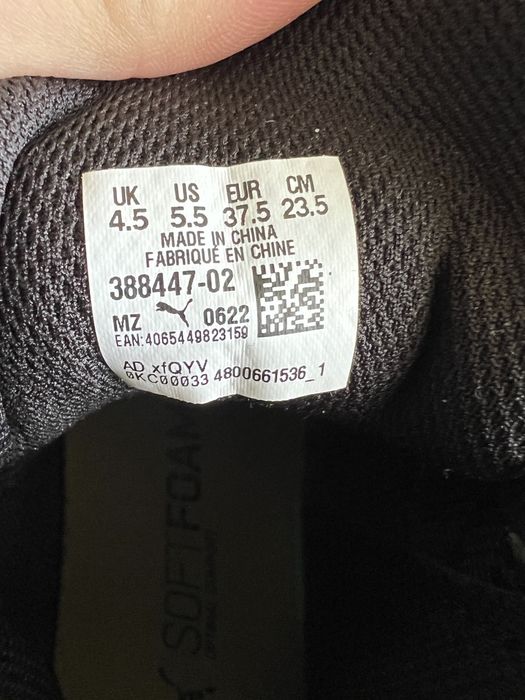 UK US EUR CM
4.5 5.5 37.5 23.5
MADE IN CHINA
FABRIQUÉ EN CHINE
388447-02
MZ 0622
EAN:4065449823159
AD xfQYV
0KC00033 4800661536_1
SOFTFOAM